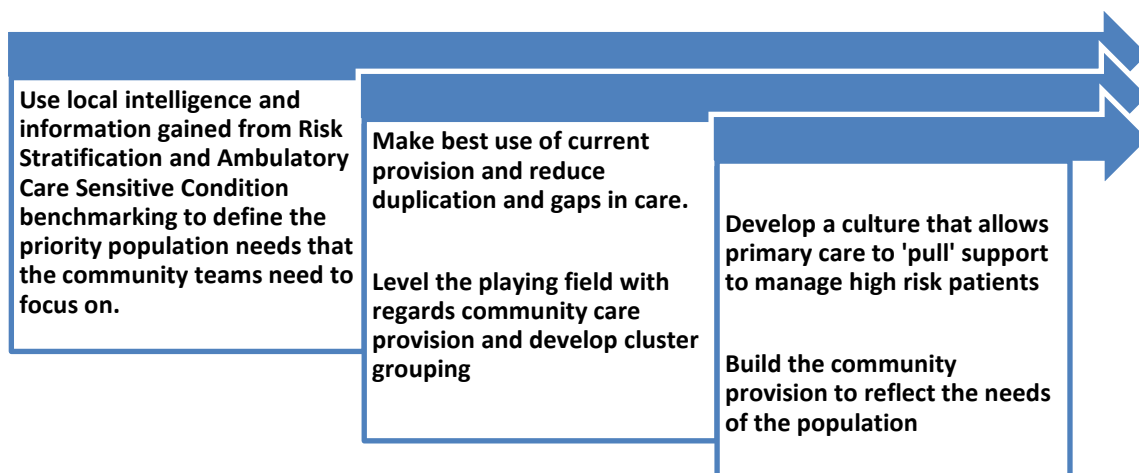 Use local intelligence and
information gained from Risk
Stratification and Ambulatory
Care Sensitive Condition
benchmarking to define the
priority population needs that
the community teams need to
focus on.
Make best use of current
provision and reduce
duplication and gaps in care.
Level the playing field with
regards community care
provision and develop cluster
grouping
Develop a culture that allows
primary care to 'pull' support
to manage high risk patients
Build the community
provision to reflect the needs
of the population